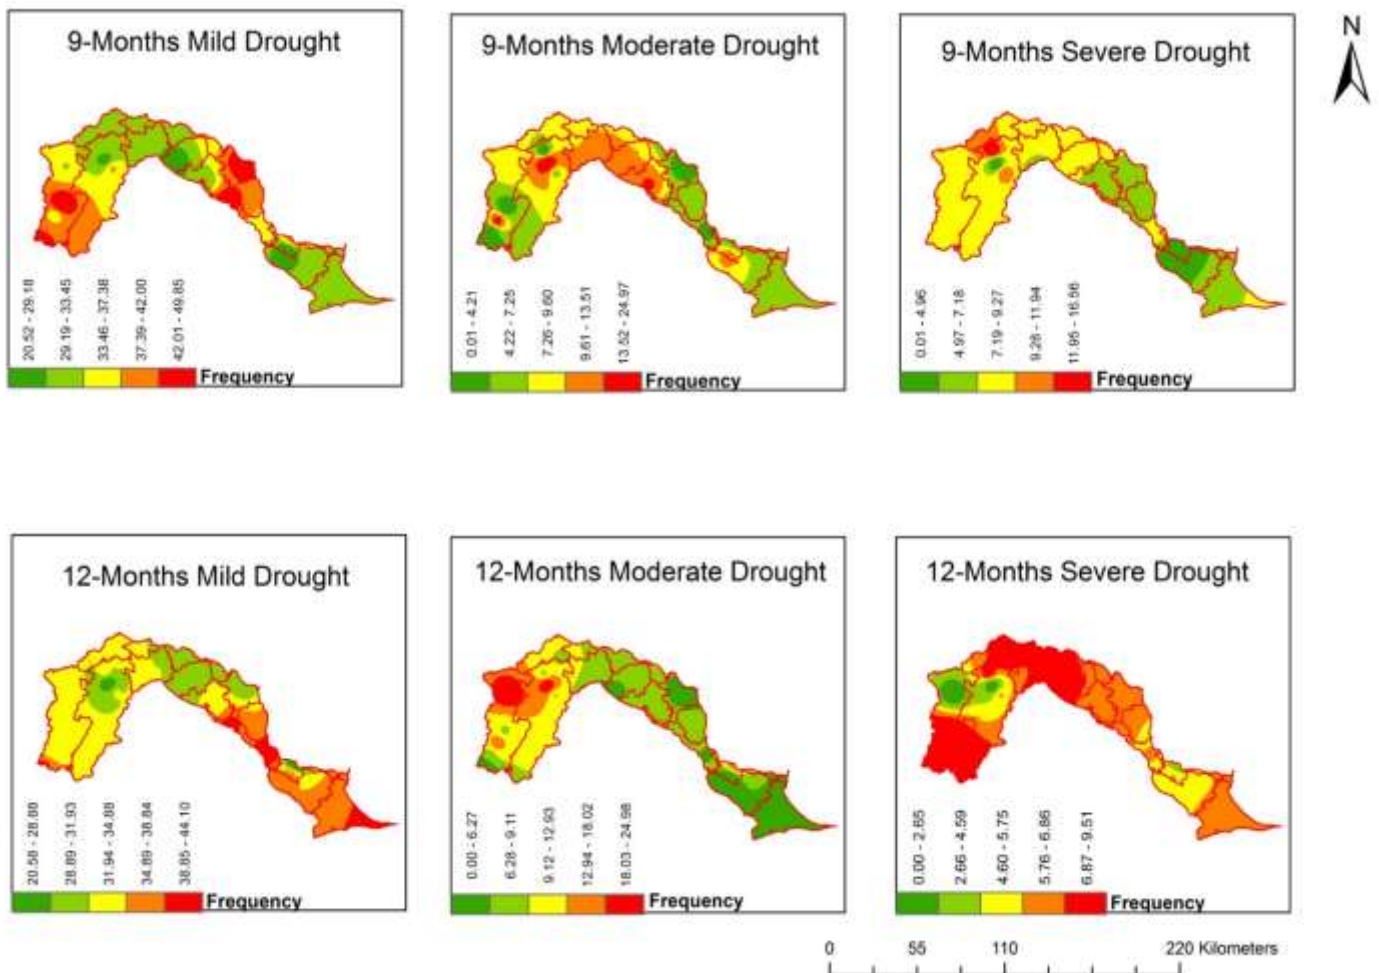 9-Months Mild Drought
20.52 - 29.18
29.19 - 33.45
33.46 - 37.38
37.39 - 42.00
42.01 - 49.85
Frequency
9-Months Moderate Drought
0.01 - 4.21
4.22 - 7.25
7.26 - 9.60
9.61 - 13.51
13.52 - 24.97
Frequency
9-Months Severe Drought
0.01 - 4.96
4.97 - 7.18
7.19 - 9.27
9.28 - 11.94
11.95 - 16.56
Frequency
N
12-Months Mild Drought
20.58 - 28.88
28.89 - 31.93
31.94 - 34.88
34.89 - 38.84
38.85 - 44.10
Frequency
12-Months Moderate Drought
0.00 - 6.27
6.28 - 9.11
9.12 - 12.93
12.94 - 18.02
18.03 - 24.98
Frequency
12-Months Severe Drought
0.00 - 2.65
2.66 - 4.59
4.60 - 5.75
5.76 - 6.86
6.87 - 9.51
Frequency
0 55 110 220 Kilometers